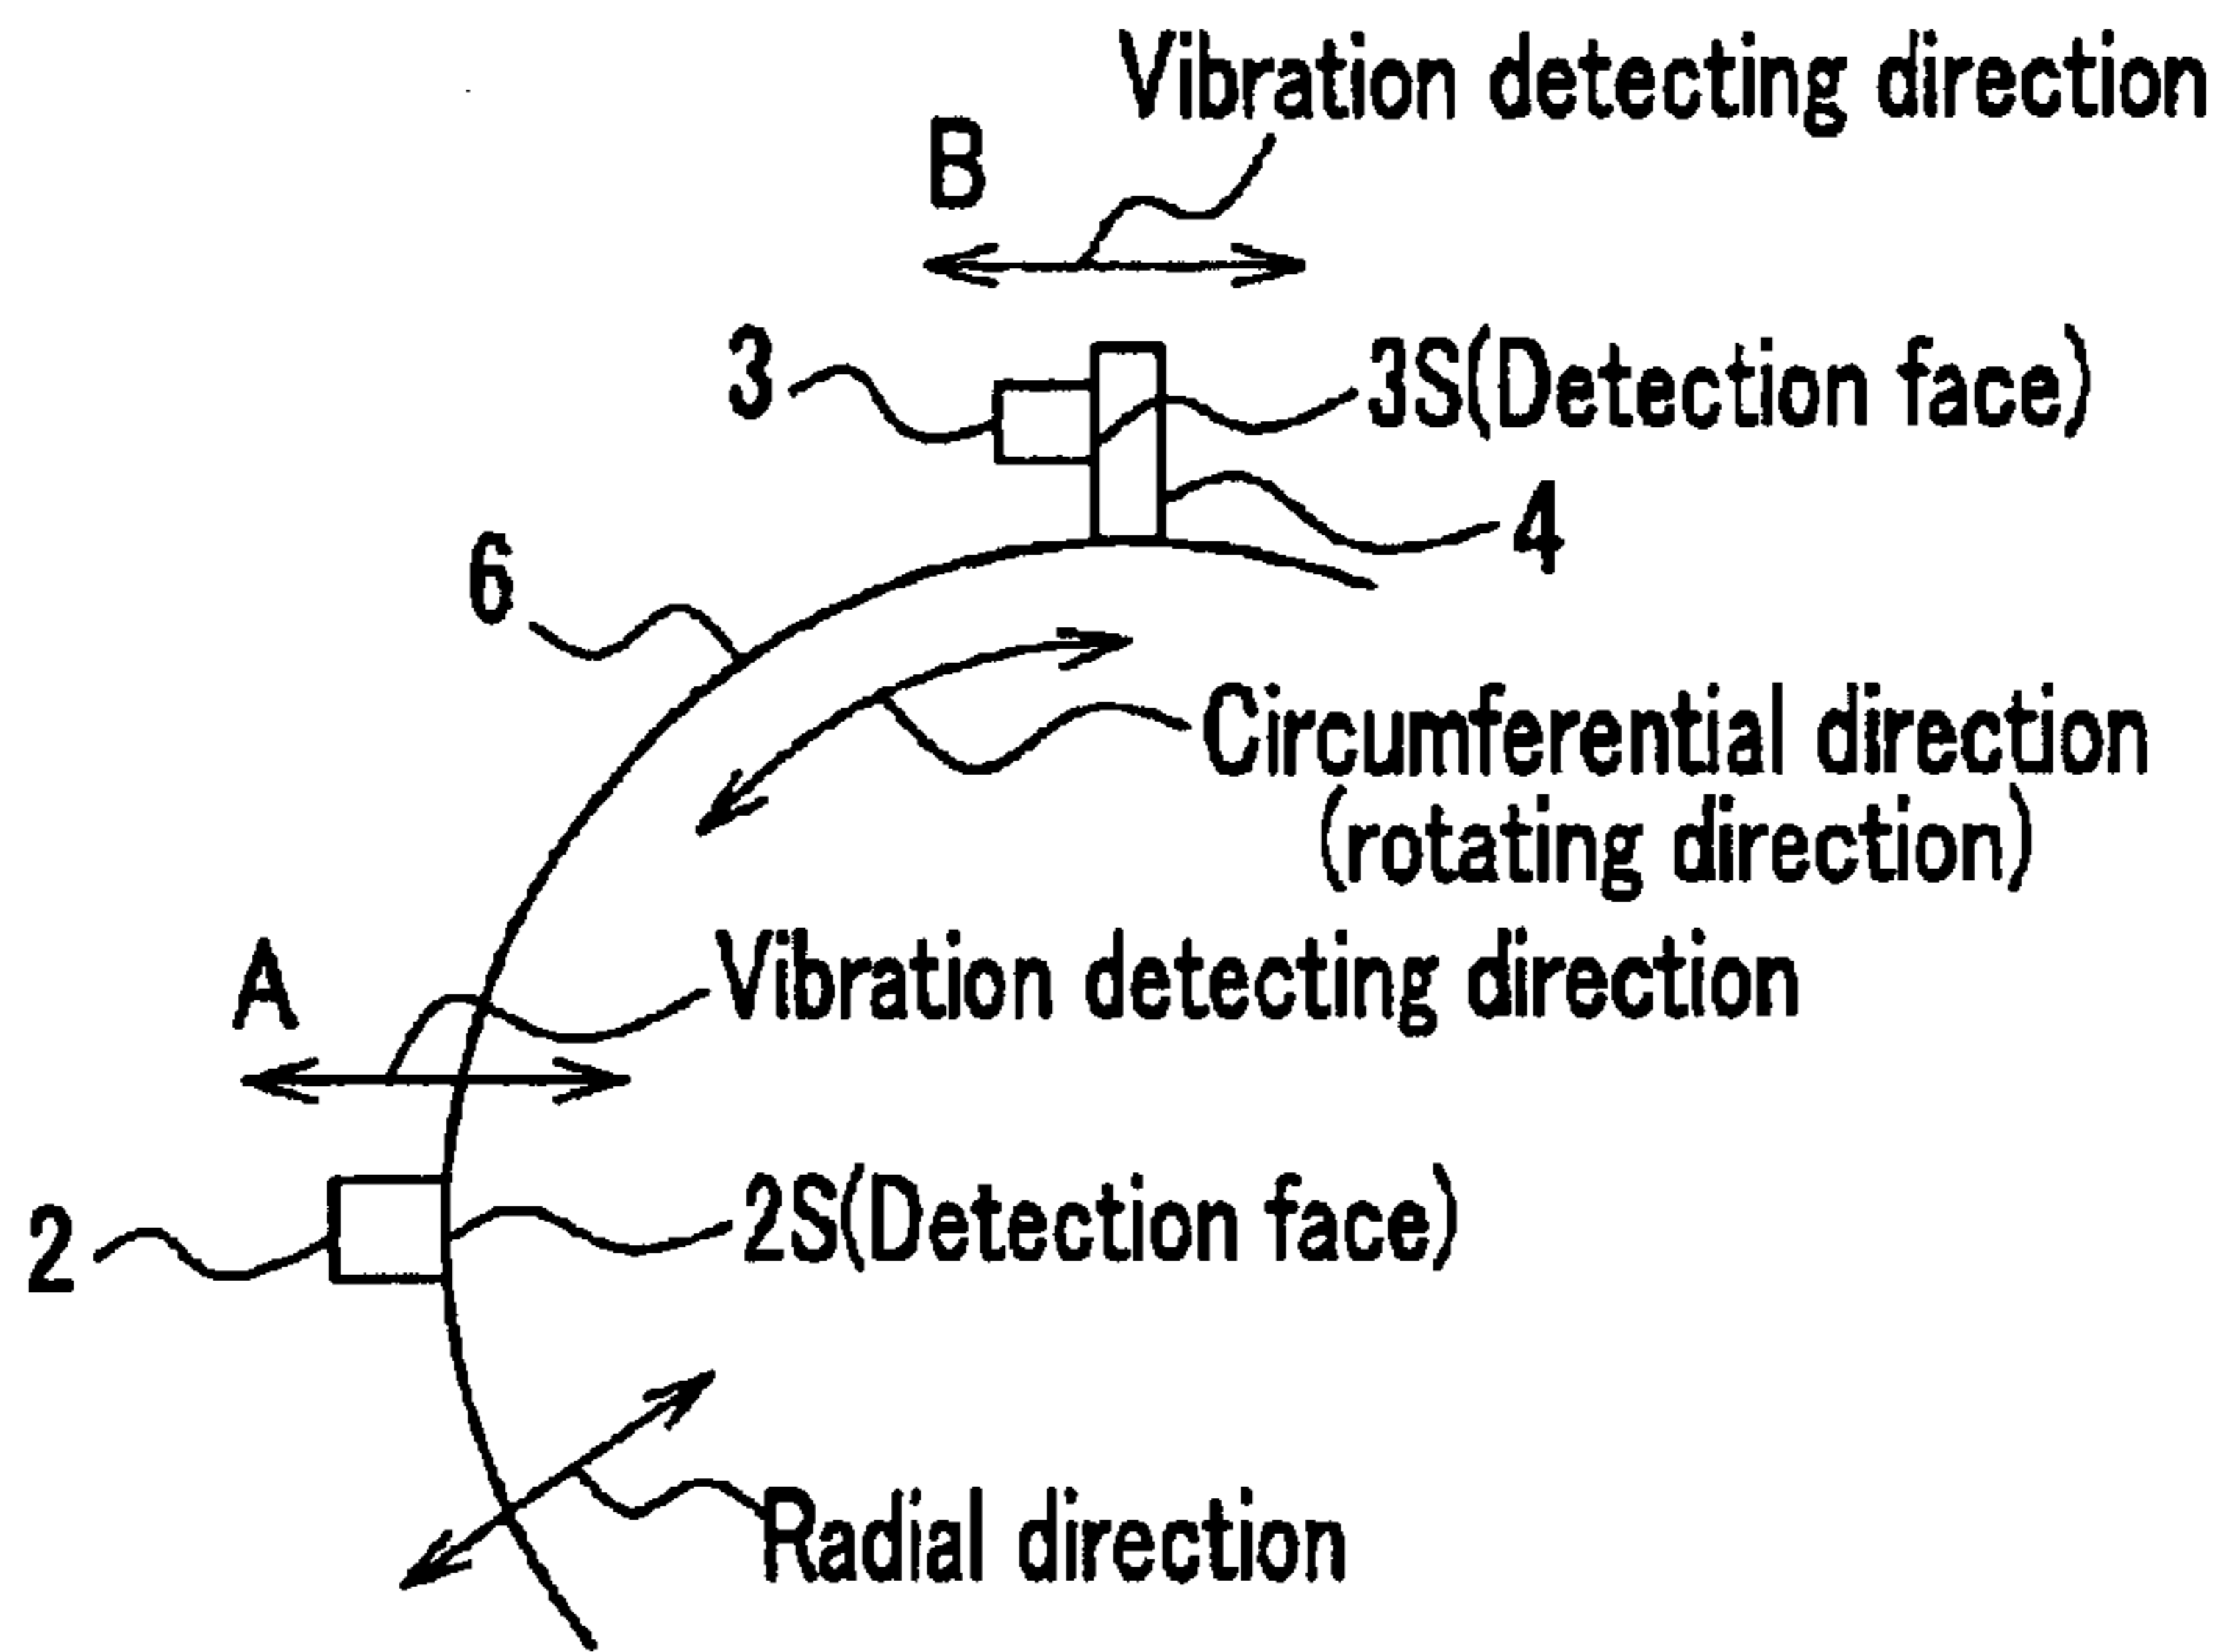 Vibration detecting direction
B
3
3S(Detection face)
4
6
Circumferential direction
(rotating direction)
A
Vibration detecting direction
2
2S(Detection face)
Radial direction